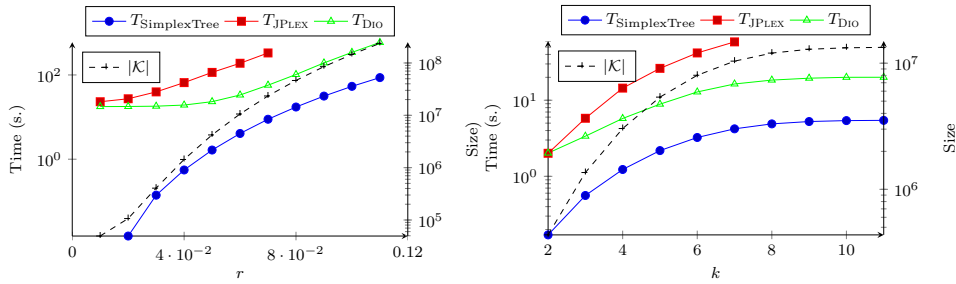 T_SimplexTree T_JPLEX T_DIO
|𝒦|
10^2
10^0
Time (s.)
10^8
10^7
10^6
10^5
Size
0 4 · 10^−2 8 · 10^−2 0.12
r
T_SimplexTree T_JPLEX T_DIO
|𝒦|
10^1
10^0
Time (s.)
10^7
10^6
Size
2 4 6 8 10
k